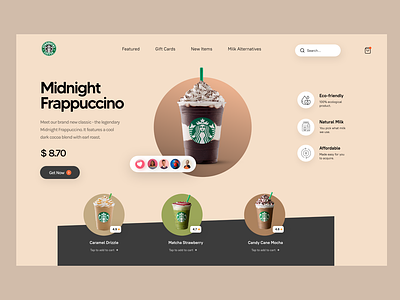 Featured
Gift Cards
New Items
Milk Alternatives
Search ...
Midnight
Frappuccino
Meet our brand new classic - the legendary
Midnight Frappuccino. It features a cool
dark cocoa blend with
$ 8.70
Get Now
Eco-friendly
100% ecological
product
Natural Milk
You pick what milk
we use
Affordable
Made easy for you
to acquire
4.9
Caramel Drizzle
Tap to add to cart
4.7
Matcha Strawberry
Tap to add to cart
4.8
Candy Cane Mocha
Tap to add to cart